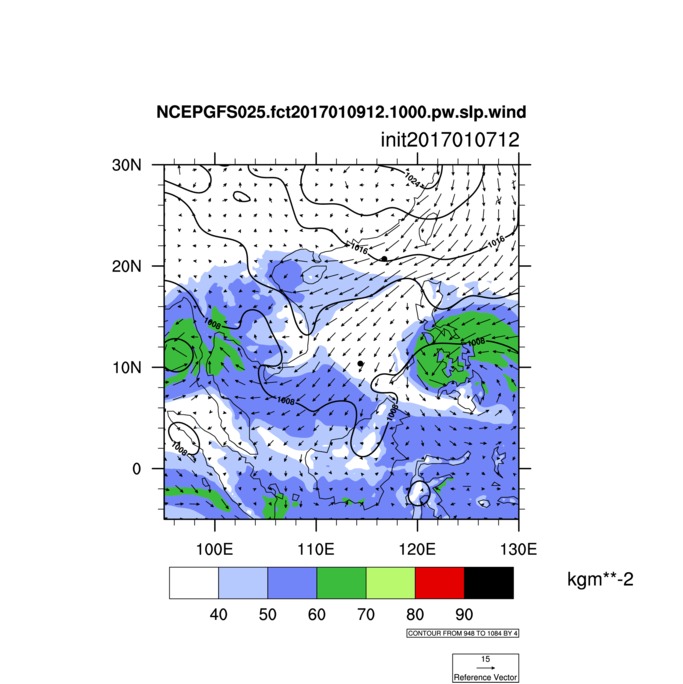 NCEPGFS025.fct2017010912.1000.pw.slp.wind
init2017010712
30N
1024
1016
1016
20N
1008
1008
10N
1008
1008
1008
0
100E 110E 120E 130E
kgm**-2
40 50 60 70 80 90
CONTOUR FROM 948 TO 1084 BY 4
15
Reference Vector